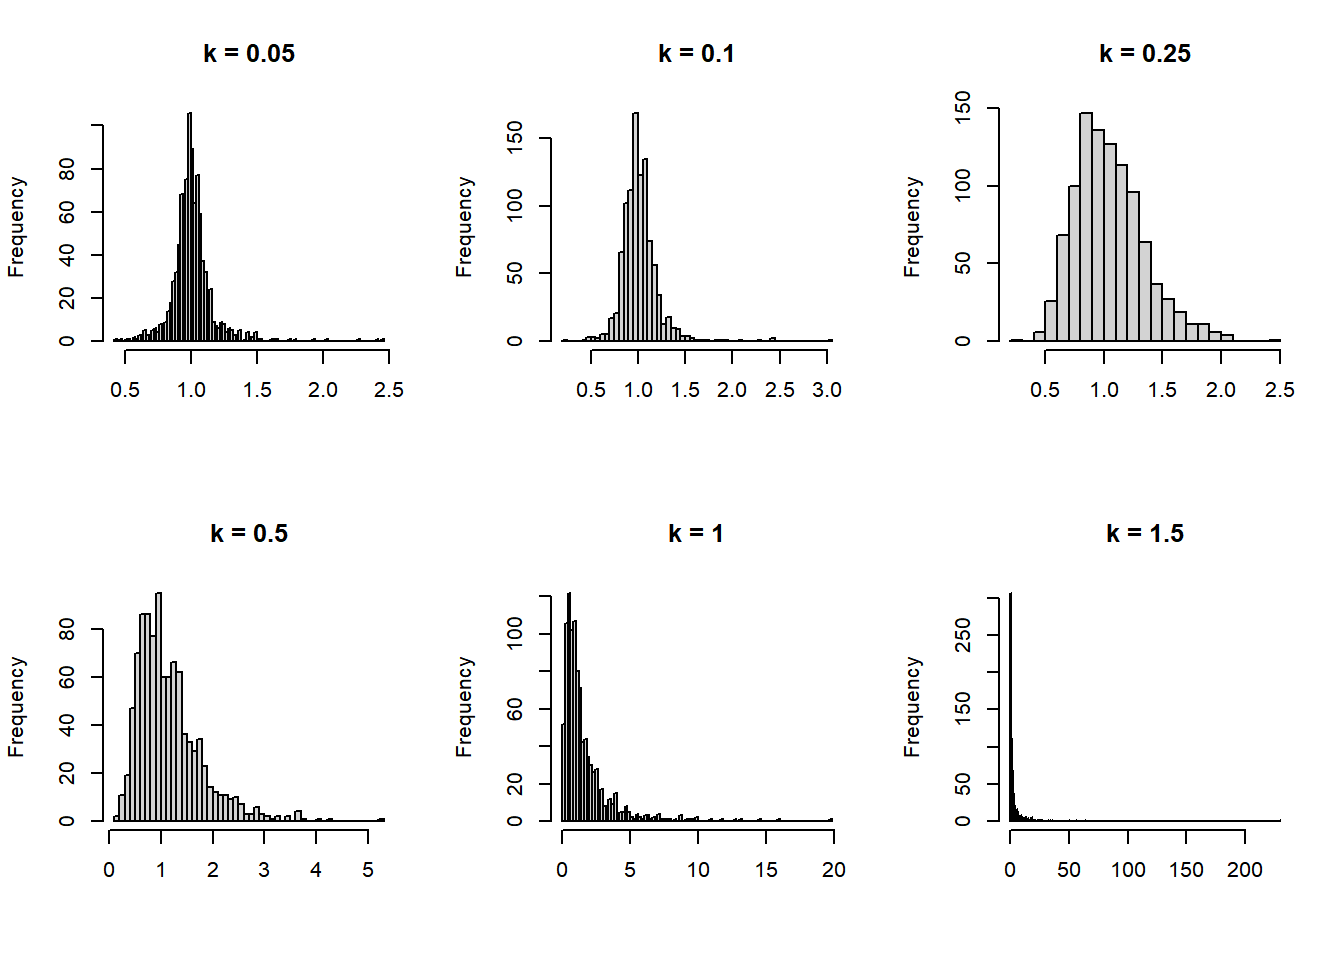 k = 0.05
Frequency
0 20 40 60 80
0.5 1.0 1.5 2.0 2.5
k = 0.1
Frequency
0 50 100 150
0.5 1.0 1.5 2.0 2.5 3.0
k = 0.25
Frequency
0 50 100 150
0.5 1.0 1.5 2.0 2.5
k = 0.5
Frequency
0 20 40 60 80
0 1 2 3 4 5
k = 1
Frequency
0 20 60 100
0 5 10 15 20
k = 1.5
Frequency
0 50 150 250
0 50 100 150 200